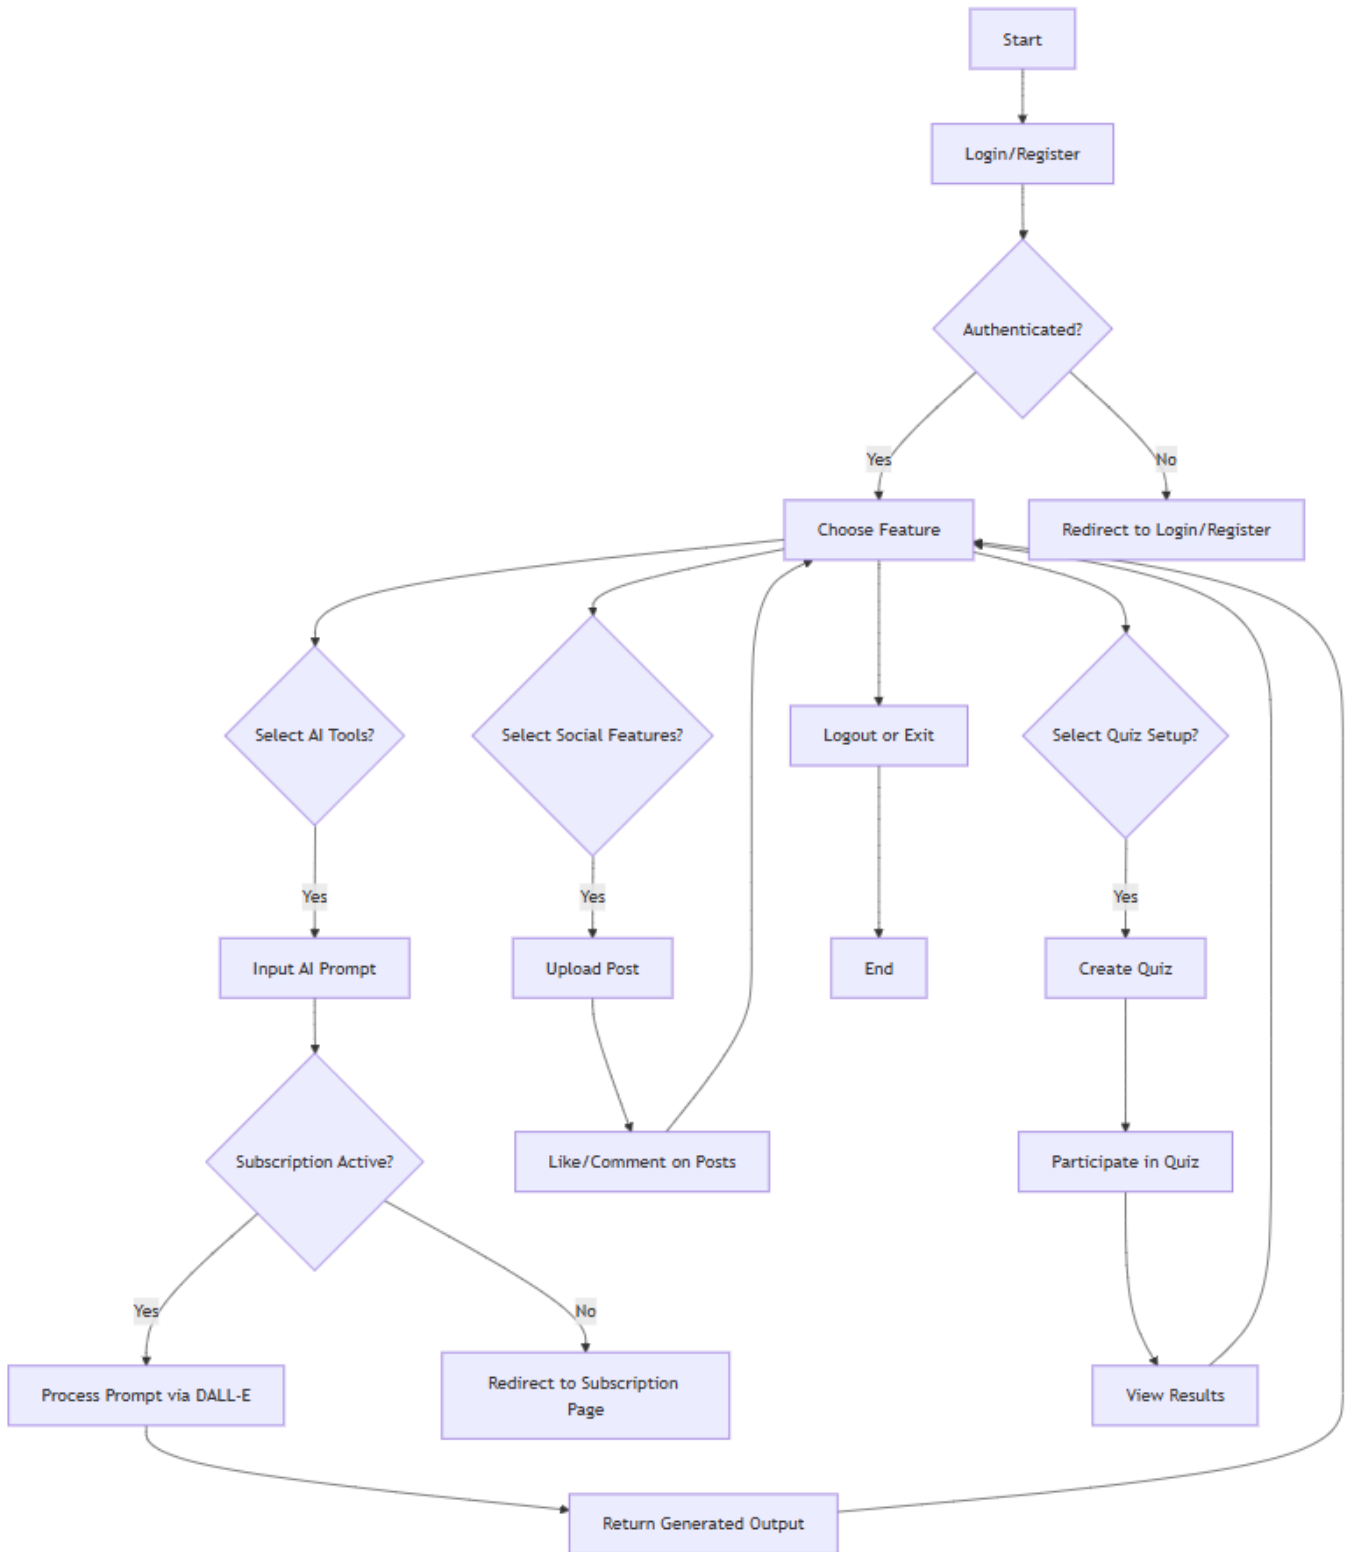 Start
Login/Register
Authenticated?
Yes
No
Choose Feature
Redirect to Login/Register
Select AI Tools?
Select Social Features?
Logout or Exit
Select Quiz Setup?
Yes
Yes
Yes
Input AI Prompt
Upload Post
End
Create Quiz
Subscription Active?
Like/Comment on Posts
Participate in Quiz
Yes
No
Process Prompt via DALL-E
Redirect to Subscription
Page
View Results
Return Generated Output